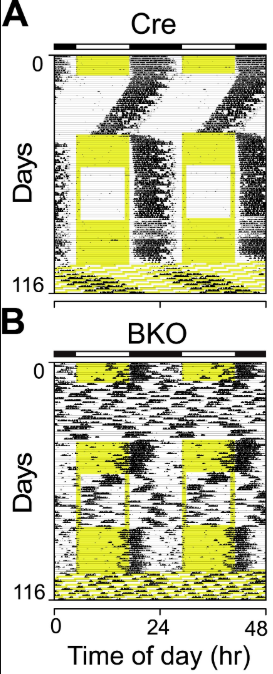 A
Cre
0
Days
116
B
BKO
0
Days
116
0 24 48
Time of day (hr)